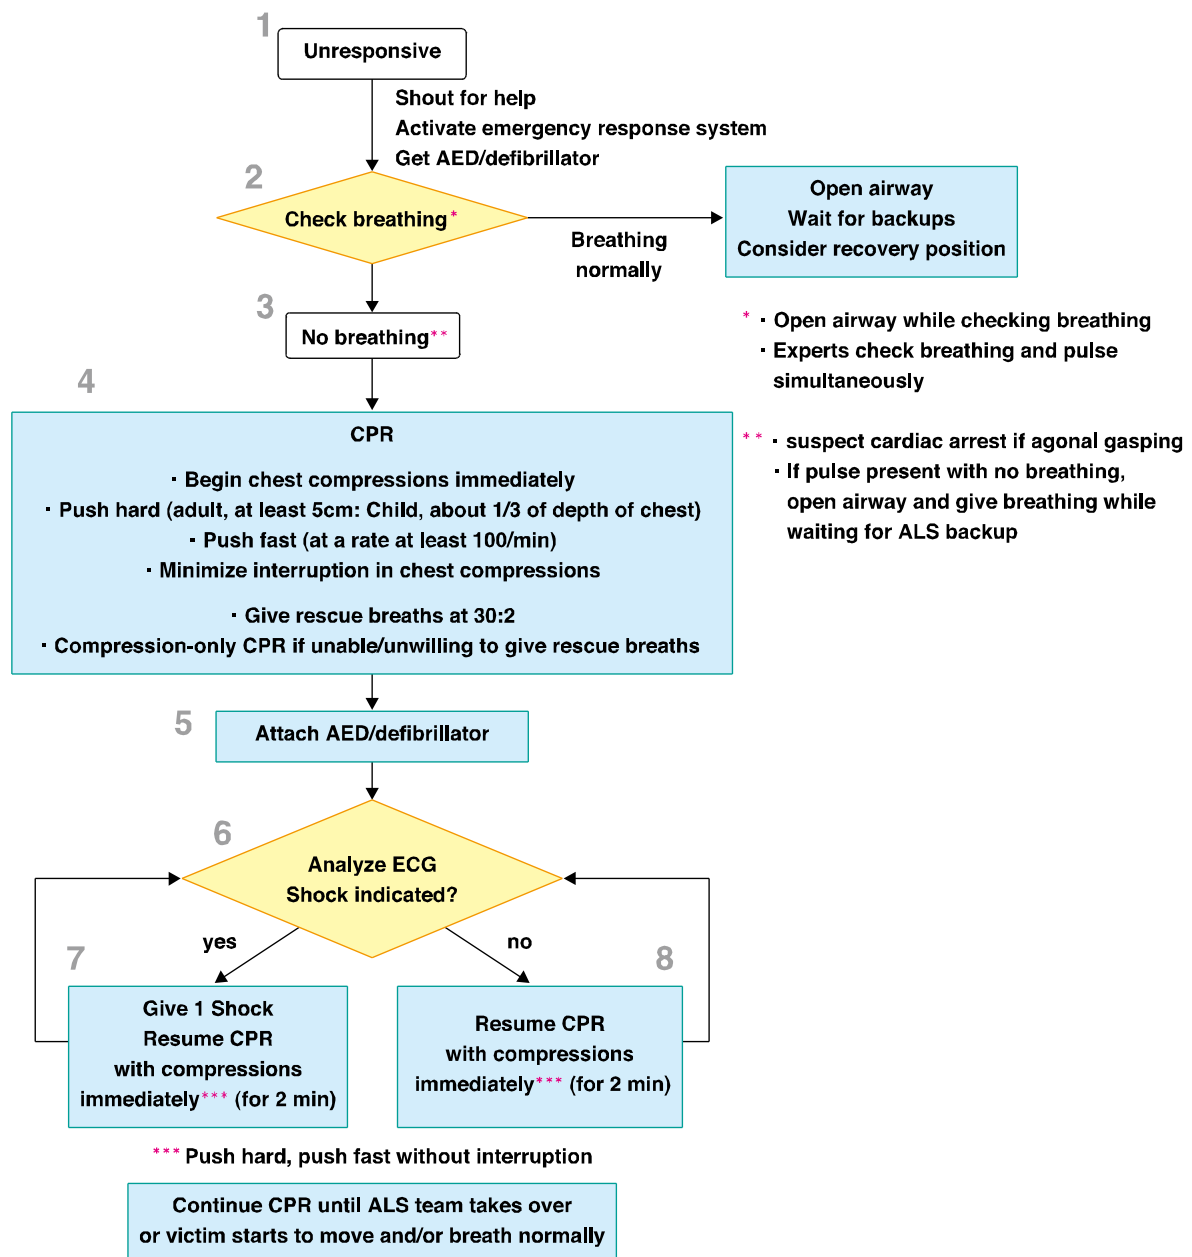 1
Unresponsive
Shout for help
Activate emergency response system
Get AED/defibrillator
2
Check breathing*
Breathing
normally
Open airway
Wait for backups
Consider recovery position
3
No breathing**
* · Open airway while checking breathing
· Experts check breathing and pulse
simultaneously
** · suspect cardiac arrest if agonal gasping
· If pulse present with no breathing,
open airway and give breathing while
waiting for ALS backup
4
CPR
· Begin chest compressions immediately
· Push hard (adult, at least 5cm: Child, about 1/3 of depth of chest)
· Push fast (at a rate at least 100/min)
· Minimize interruption in chest compressions
· Give rescue breaths at 30:2
· Compression-only CPR if unable/unwilling to give rescue breaths
5
Attach AED/defibrillator
6
Analyze ECG
Shock indicated?
yes
no
7
Give 1 Shock
Resume CPR
with compressions
immediately*** (for 2 min)
8
Resume CPR
with compressions
immediately*** (for 2 min)
*** Push hard, push fast without interruption
Continue CPR until ALS team takes over
or victim starts to move and/or breath normally